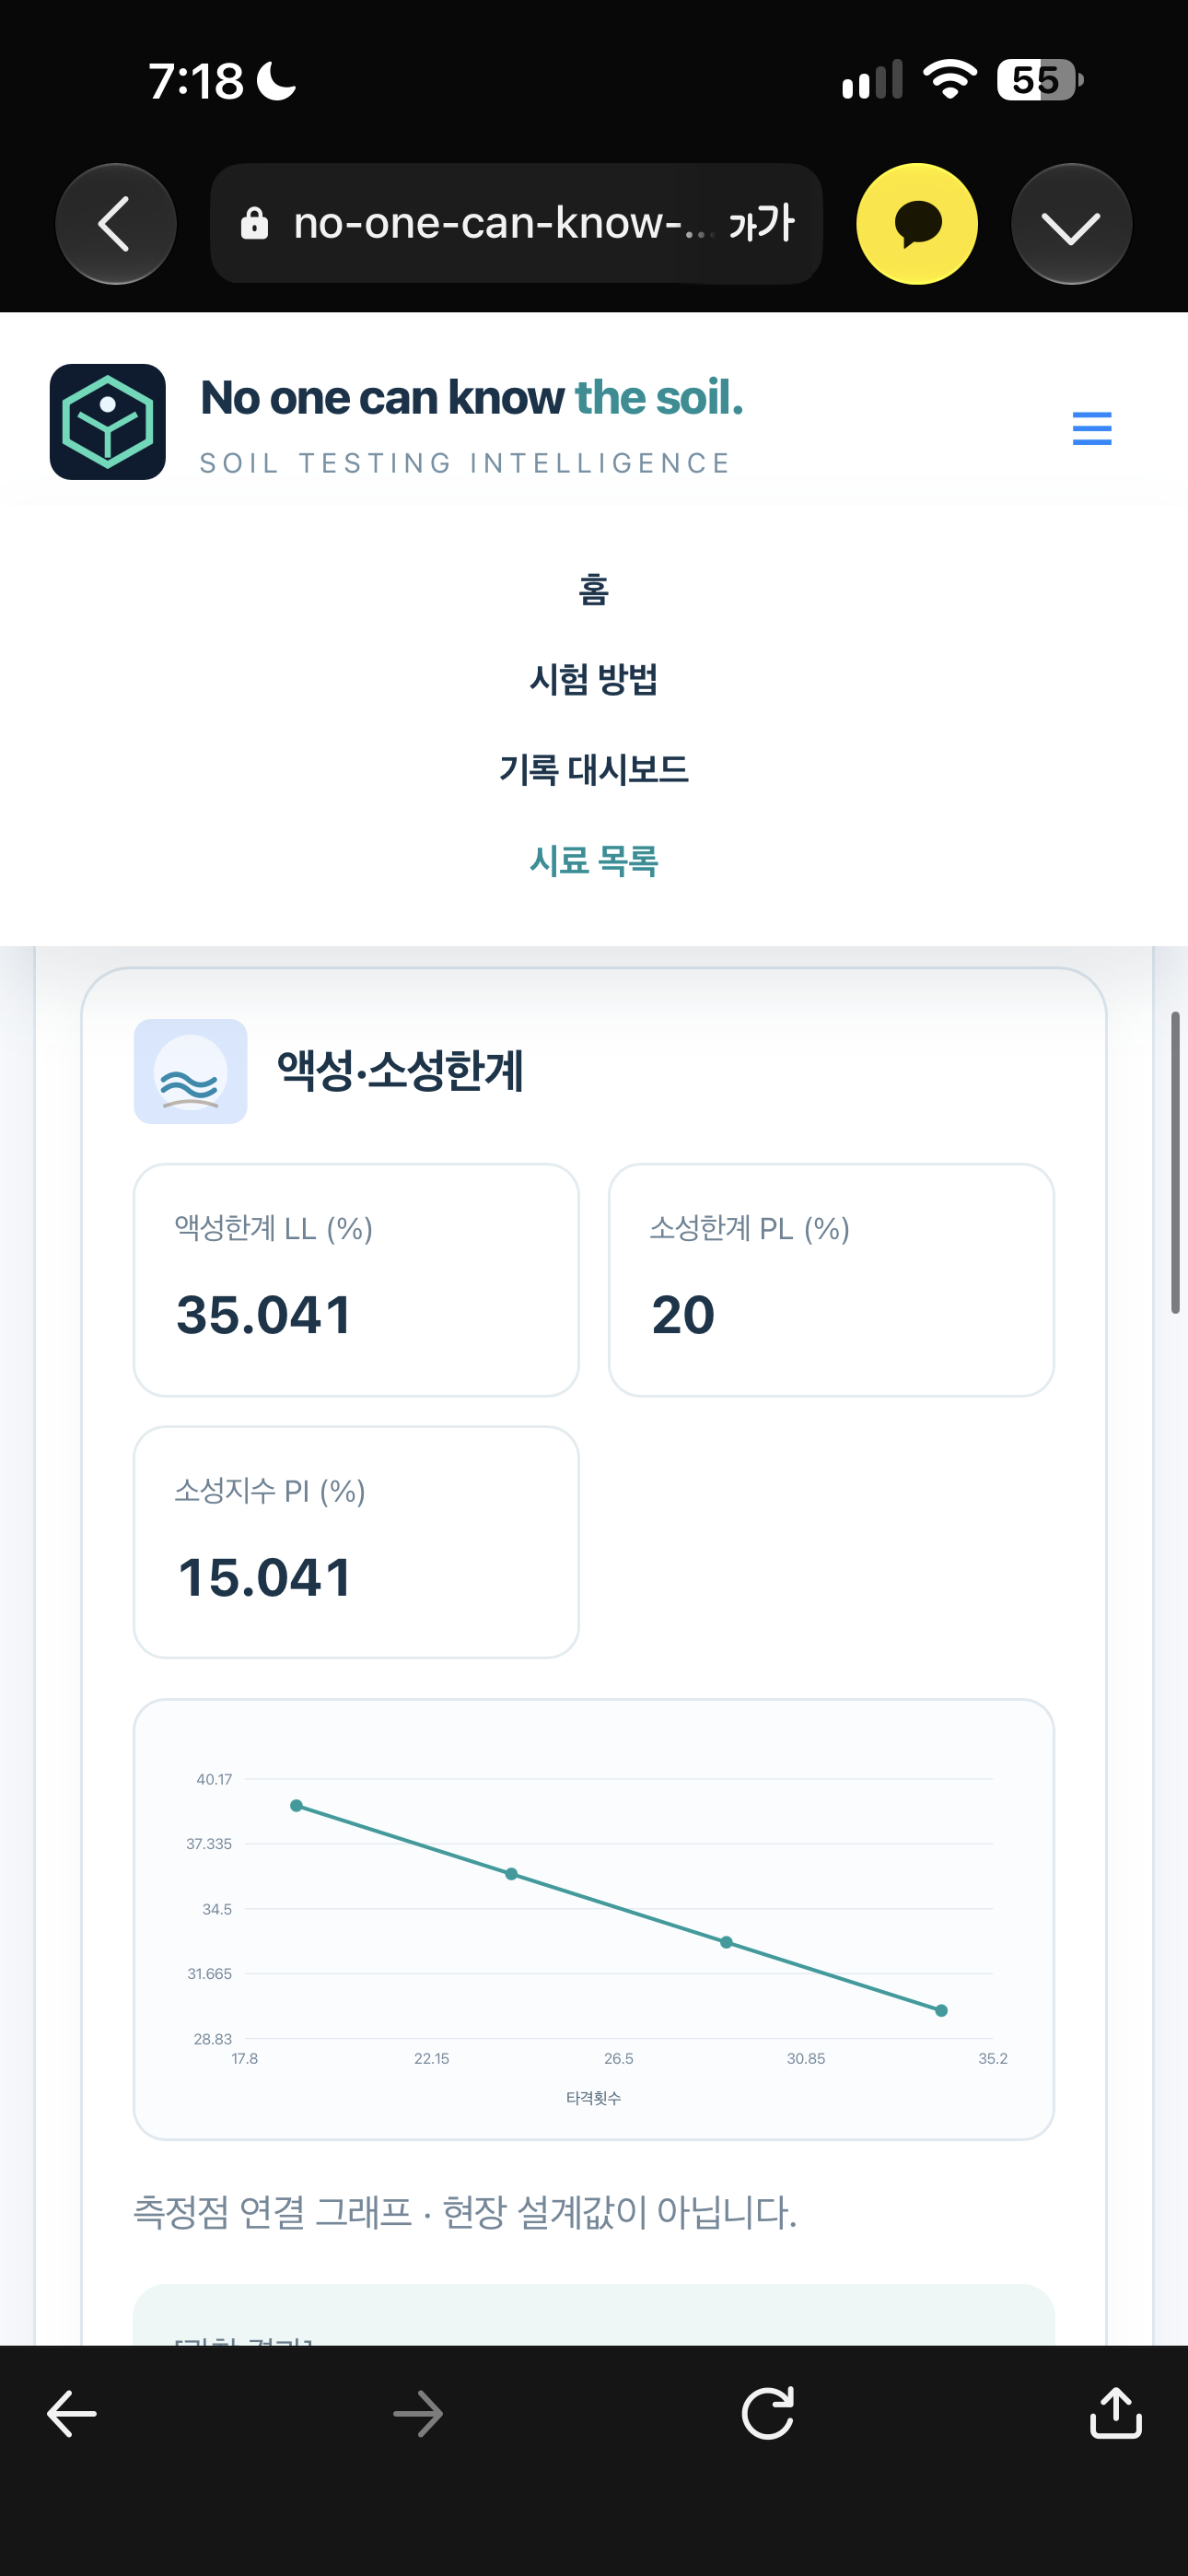 7:18
55
no-one-can-know-...
가가
No one can know the soil.
SOIL TESTING INTELLIGENCE
홈
시험 방법
기록 대시보드
시료 목록
액성·소성한계
액성한계 LL (%)
35.041
소성한계 PL (%)
20
소성지수 PI (%)
15.041
40.17
37.335
34.5
31.665
28.83
17.8 22.15 26.5 30.85 35.2
타격횟수
측정점 연결 그래프 · 현장 설계값이 아닙니다.